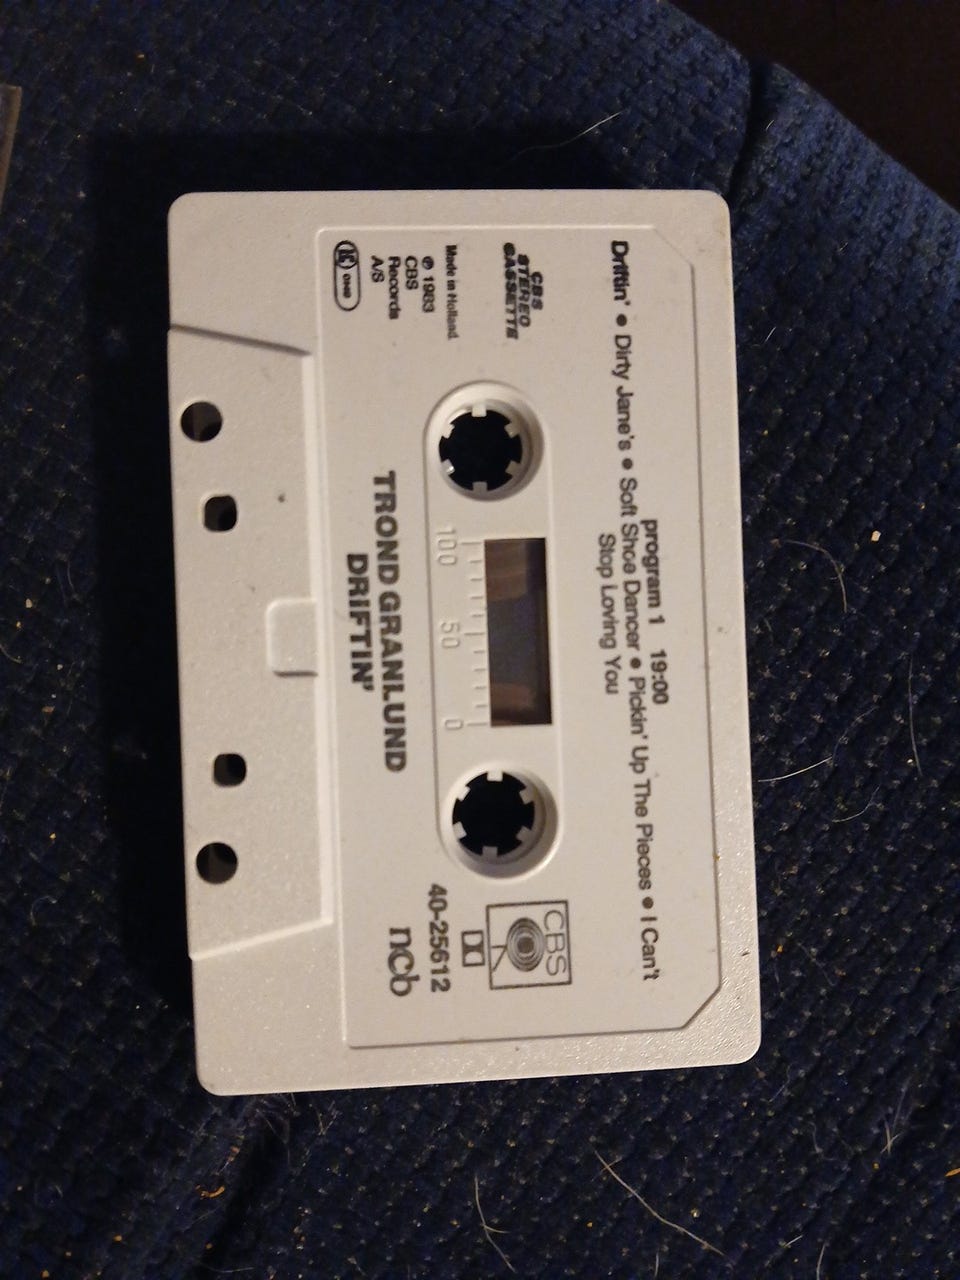 program 1 19:00
Driftin' • Dirty Jane's • Soft Shoe Dancer • Pickin' Up The Pieces • I Can't
Stop Loving You
CBS
STEREO
CASSETTE
Made in Holland
℗ 1983
CBS
Records
A/S
CBS
100 50 0
40-25612
ncb
TROND GRANLUND
DRIFTIN'